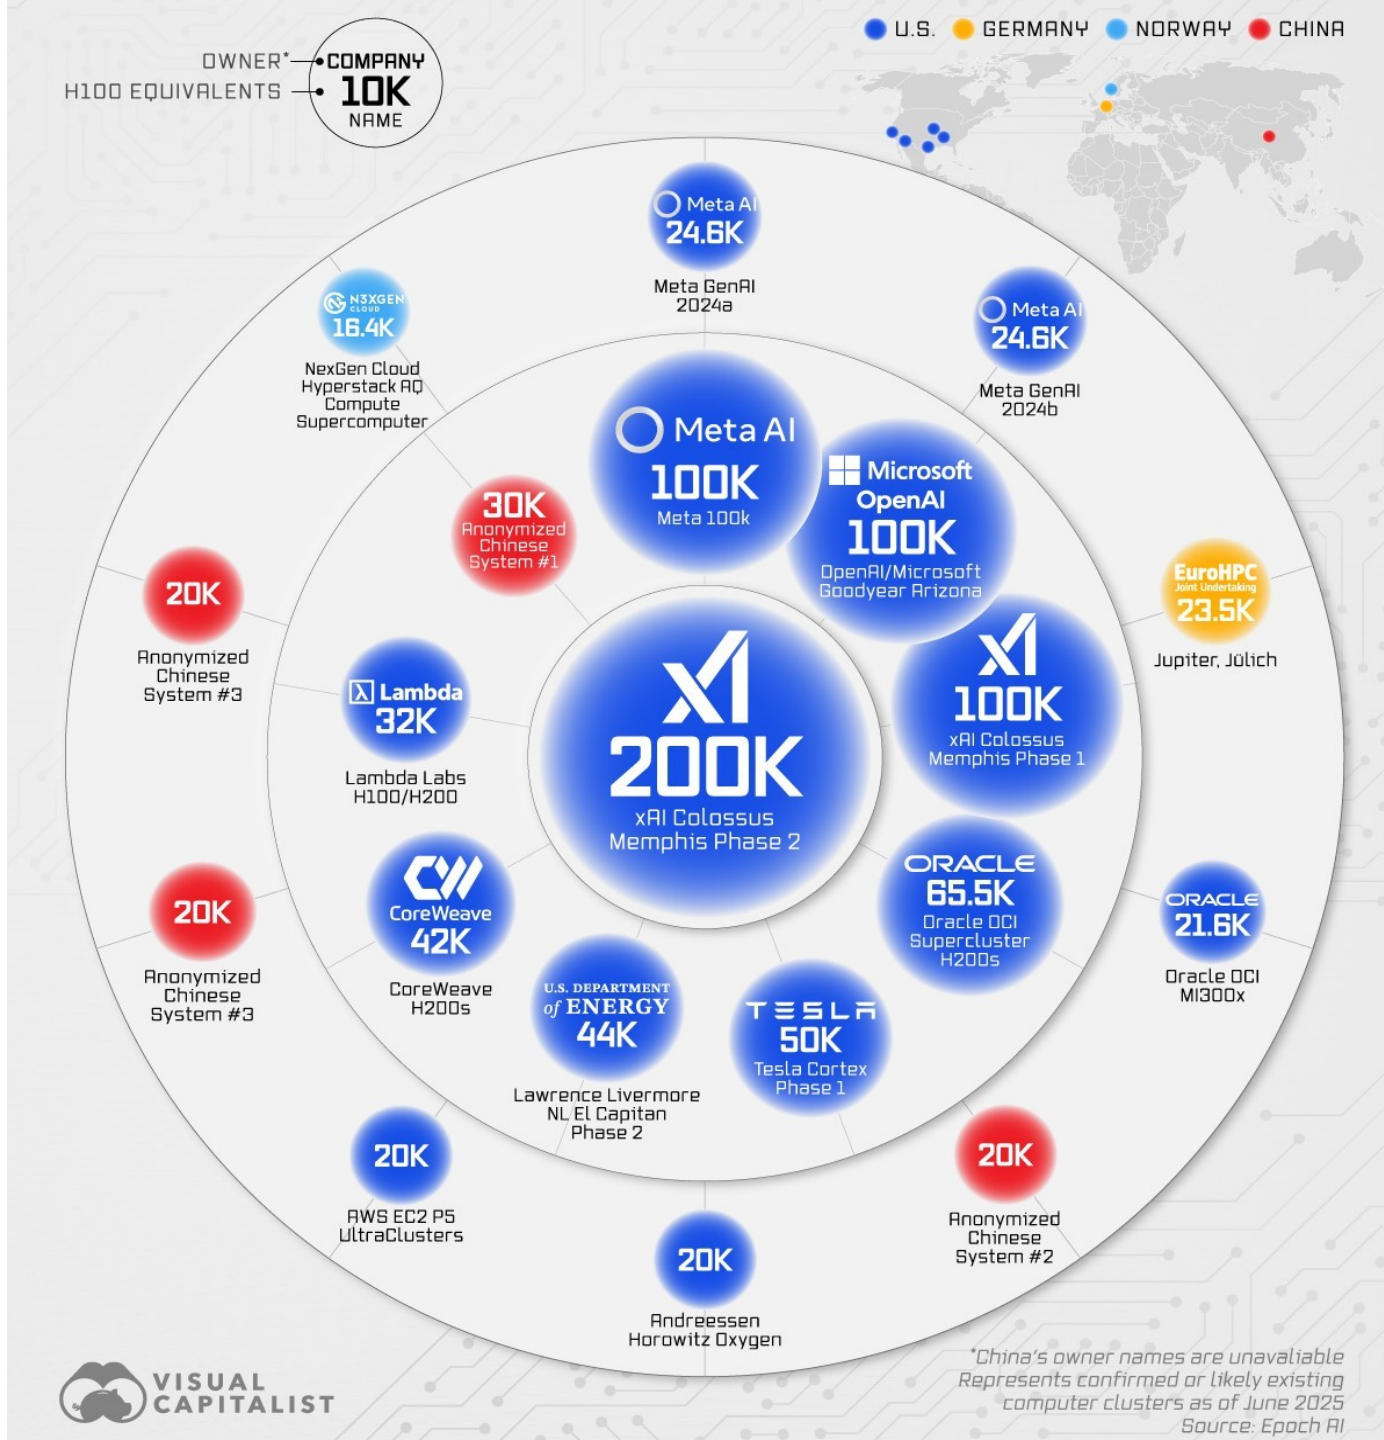 U.S.
GERMANY
NORWAY
CHINA
OWNER*
H100 EQUIVALENTS
COMPANY
10K
NAME
Meta AI
24.6K
Meta GenAI
2024a
Meta AI
24.6K
Meta GenAI
2024b
N3XGEN
CLOUD
16.4K
NexGen Cloud
Hyperstack AQ
Compute
Supercomputer
Meta AI
100K
Meta 100k
Microsoft
OpenAI
100K
OpenAI/Microsoft
Goodyear Arizona
30K
Anonymized
Chinese
System #1
EuroHPC
Joint Undertaking
23.5K
Jupiter, Jülich
20K
Anonymized
Chinese
System #3
Lambda
32K
Lambda Labs
H100/H200
xAI
200K
xAI Colossus
Memphis Phase 2
xAI
100K
xAI Colossus
Memphis Phase 1
ORACLE
65.5K
Oracle OCI
Supercluster
H200s
ORACLE
21.6K
Oracle OCI
MI300x
CW
CoreWeave
42K
CoreWeave
H200s
20K
Anonymized
Chinese
System #3
U.S. DEPARTMENT
of ENERGY
44K
Lawrence Livermore
NL El Capitan
Phase 2
TESLA
50K
Tesla Cortex
Phase 1
20K
AWS EC2 P5
UltraClusters
20K
Andreessen
Horowitz Oxygen
20K
Anonymized
Chinese
System #2
VISUAL
CAPITALIST
*China's owner names are unavaliable
Represents confirmed or likely existing
computer clusters as of June 2025
Source: Epoch AI